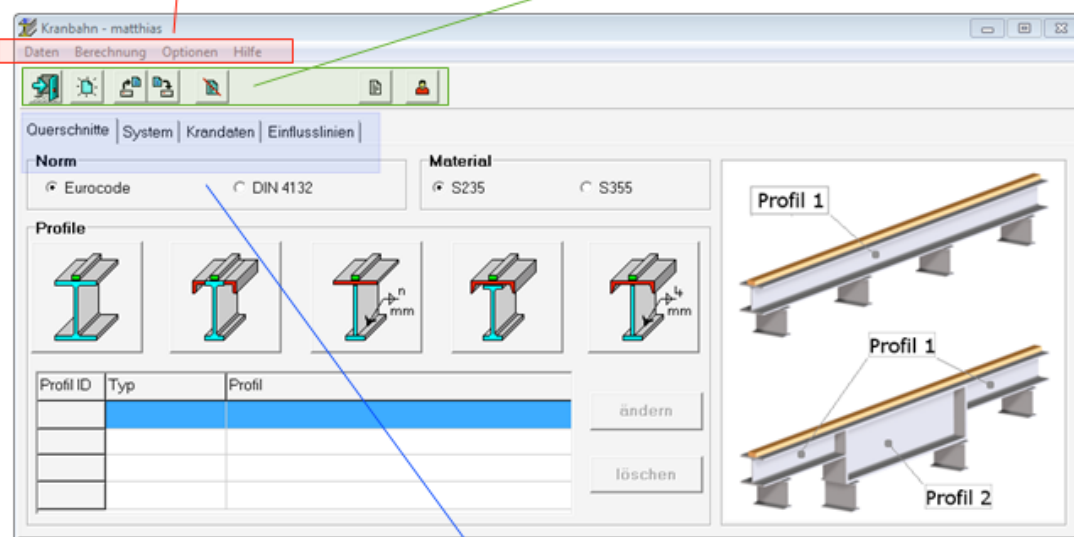 Kranbahn - matthias
Daten Berechnung Optionen Hilfe
Querschnitte System Krandaten Einflusslinien
Norm
Eurocode DIN 4132
Material
S235 S355
Profile
n
mm
4
mm
Profil ID Typ Profil
ändern
löschen
Profil 1
Profil 1
Profil 2